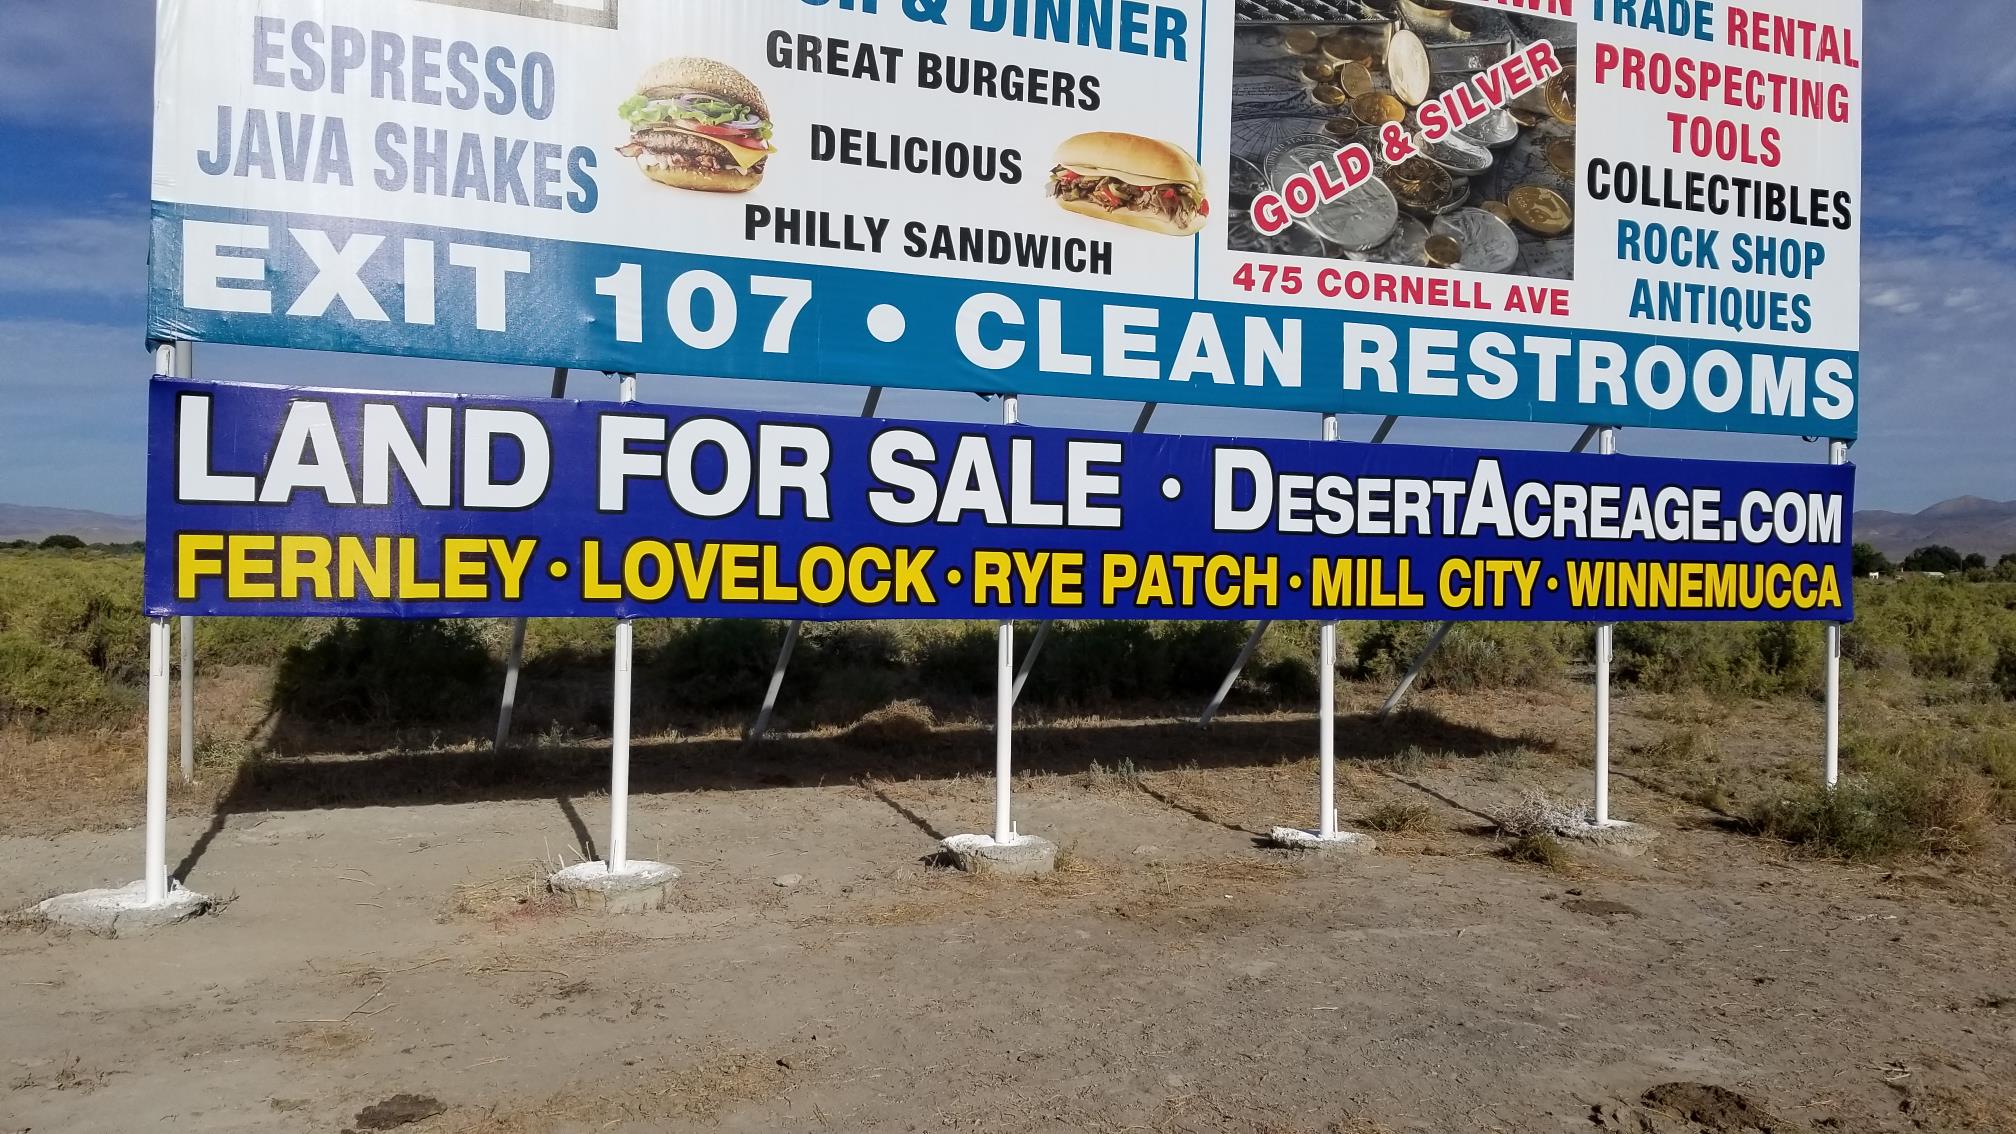 ESPRESSO
JAVA SHAKES
& DINNER
GREAT BURGERS
DELICIOUS
PHILLY SANDWICH
GOLD & SILVER
475 CORNELL AVE
TRADE RENTAL
PROSPECTING
TOOLS
COLLECTIBLES
ROCK SHOP
ANTIQUES
EXIT 107 • CLEAN RESTROOMS
LAND FOR SALE • DESERTACREAGE.COM
FERNLEY • LOVELOCK • RYE PATCH • MILL CITY • WINNEMUCCA